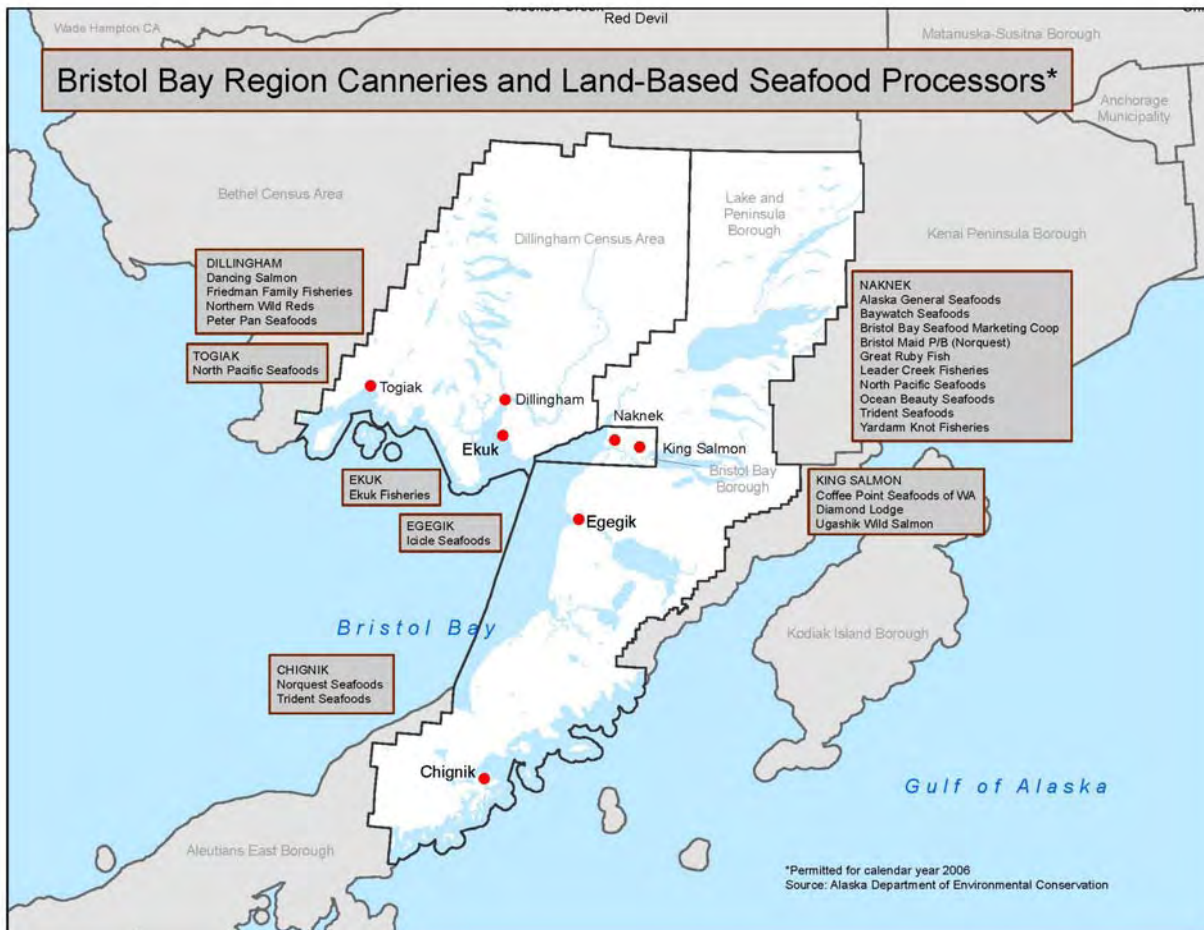 Red Devil
Wade Hampton CA
Matanuska-Susitna Borough
Bristol Bay Region Canneries and Land-Based Seafood Processors*
Anchorage
Municipality
Bethel Census Area
Lake and
Peninsula
Borough
Dillingham Census Area
Kenai Peninsula Borough
DILLINGHAM
Dancing Salmon
Friedman Family Fisheries
Northern Wild Reds
Peter Pan Seafoods
TOGIAK
North Pacific Seafoods
NAKNEK
Alaska General Seafoods
Baywatch Seafoods
Bristol Bay Seafood Marketing Coop
Bristol Maid P/B (Norquest)
Great Ruby Fish
Leader Creek Fisheries
North Pacific Seafoods
Ocean Beauty Seafoods
Trident Seafoods
Yardarm Knot Fisheries
Togiak
Dillingham
Naknek
Ekuk
King Salmon
Bristol Bay
Borough
EKUK
Ekuk Fisheries
KING SALMON
Coffee Point Seafoods of WA
Diamond Lodge
Ugashik Wild Salmon
EGEGIK
Icicle Seafoods
Egegik
Bristol Bay
Kodiak Island Borough
CHIGNIK
Norquest Seafoods
Trident Seafoods
Chignik
Gulf of Alaska
Aleutians East Borough
*Permitted for calendar year 2006
Source: Alaska Department of Environmental Conservation